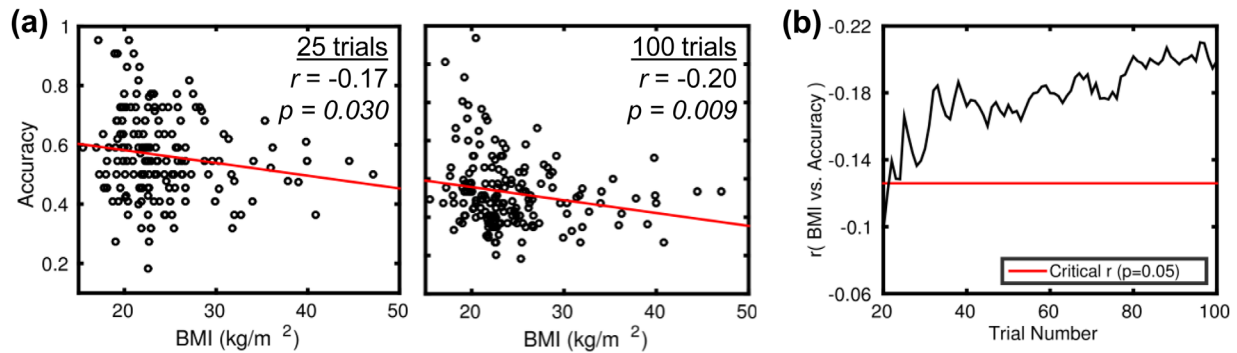 (a)
25 trials
r = -0.17
p = 0.030
Accuracy
1
0.8
0.6
0.4
0.2
20 30 40 50
BMI (kg/m 2)
100 trials
r = -0.20
p = 0.009
20 30 40 50
BMI (kg/m 2)
(b)
r( BMI vs. Accuracy )
-0.22
-0.18
-0.14
-0.1
-0.06
Critical r (p=0.05)
20 40 60 80 100
Trial Number